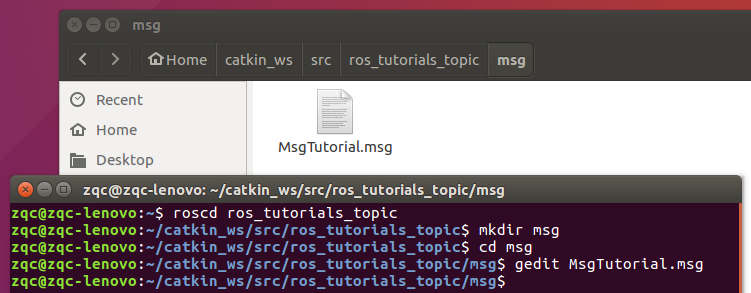 msg
Home catkin_ws src ros_tutorials_topic msg
Recent
Home
Desktop
MsgTutorial.msg
zqc@zqc-lenovo: ~/catkin_ws/src/ros_tutorials_topic/msg
zqc@zqc-lenovo:~$ roscd ros_tutorials_topic
zqc@zqc-lenovo:~/catkin_ws/src/ros_tutorials_topic$ mkdir msg
zqc@zqc-lenovo:~/catkin_ws/src/ros_tutorials_topic$ cd msg
zqc@zqc-lenovo:~/catkin_ws/src/ros_tutorials_topic/msg$ gedit MsgTutorial.msg
zqc@zqc-lenovo:~/catkin_ws/src/ros_tutorials_topic/msg$